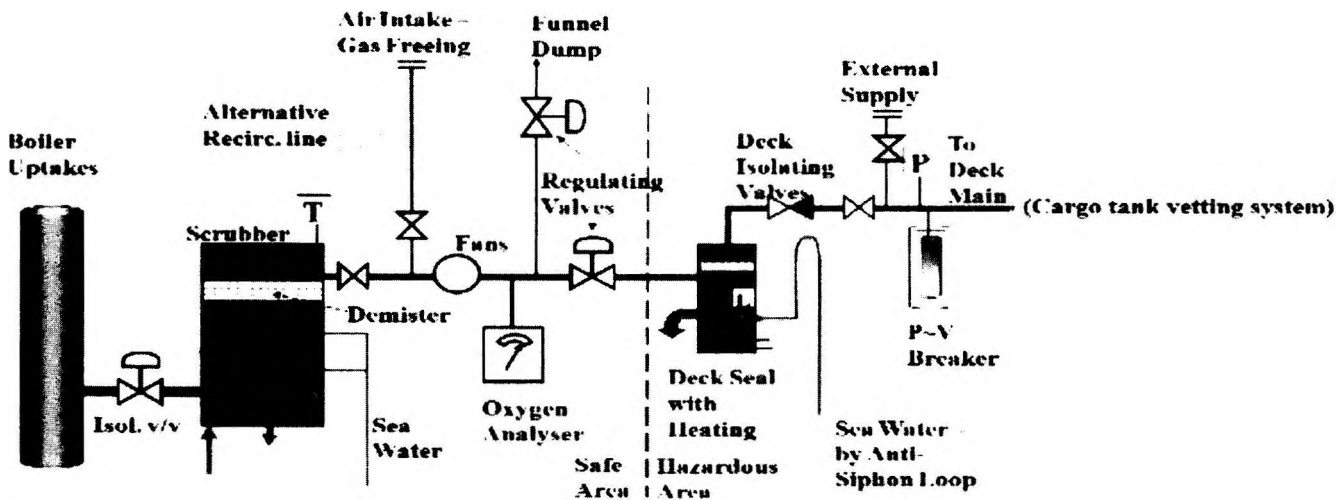 Air Intake –
Gas Freeing
Funnel
Dump
External
Supply
Alternative
Recirc. line
Boiler
Uptakes
Deck
Isolating
Valves
P
To
Deck
Main
Regulating
Valves
(Cargo tank vetting system)
T
Scrubber
Fans
Demister
P-V
Breaker
Deck Seal
with
Heating
Oxygen
Analyser
Isol. v/v
Sea
Water
Sea Water
by Anti-
Siphon Loop
Safe
Area
Hazardous
Area